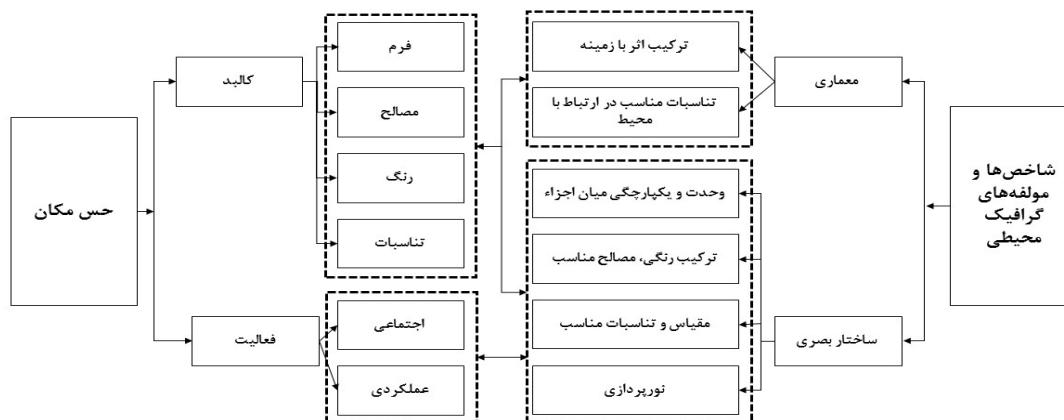 شاخص‌ها و
مولفه‌های
گرافیک
محیطی
معماری
ساختار بصری
ترکیب اثر با زمینه
تناسبات مناسب در ارتباط با
محیط
وحدت و یکپارچگی میان اجزاء
ترکیب رنگی، مصالح مناسب
مقیاس و تناسبات مناسب
نورپردازی
فرم
مصالح
رنگ
تناسبات
اجتماعی
عملکردی
کالبد
فعالیت
حس مکان